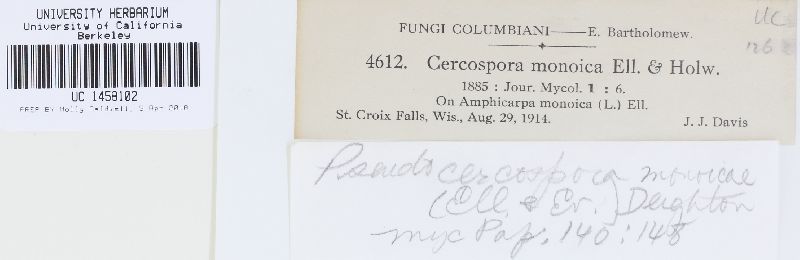 UNIVERSITY HERBARIUM
University of California
Berkeley
UC 1458102
FUNGI COLUMBIANI——E. Bartholomew.
4612. Cercospora monoica Ell. & Holw.
1885 : Jour. Mycol. 1 : 6.
On Amphicarpa monoica (L.) Ell.
St. Croix Falls, Wis., Aug. 29, 1914.
J. J. Davis
UC
Pseudocercospora monoicae
(Ell. & Ev.) Deighton
Myc Pap. 140:148